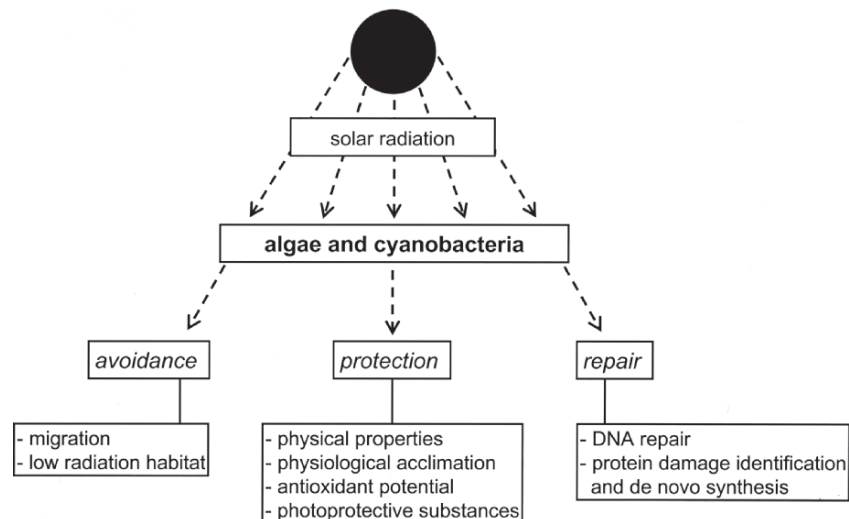 solar radiation
algae and cyanobacteria
avoidance
protection
repair
- migration
- low radiation habitat
- physical properties
- physiological acclimation
- antioxidant potential
- photoprotective substances
- DNA repair
- protein damage identification
and de novo synthesis